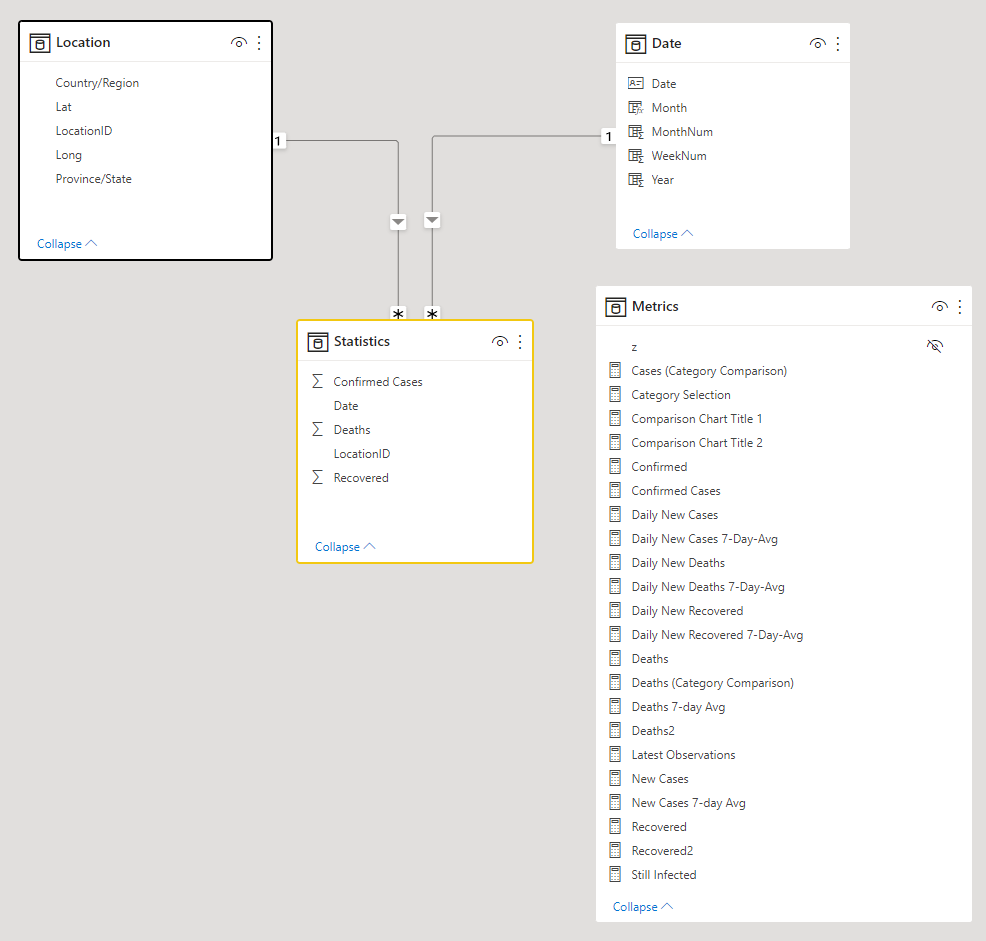 Location
Country/Region
Lat
LocationID
Long
Province/State
Collapse
1
Date
Date
Month
MonthNum
WeekNum
Year
Collapse
1
*
*
Statistics
Confirmed Cases
Date
Deaths
LocationID
Recovered
Collapse
Metrics
z
Cases (Category Comparison)
Category Selection
Comparison Chart Title 1
Comparison Chart Title 2
Confirmed
Confirmed Cases
Daily New Cases
Daily New Cases 7-Day-Avg
Daily New Deaths
Daily New Deaths 7-Day-Avg
Daily New Recovered
Daily New Recovered 7-Day-Avg
Deaths
Deaths (Category Comparison)
Deaths 7-day Avg
Deaths2
Latest Observations
New Cases
New Cases 7-day Avg
Recovered
Recovered2
Still Infected
Collapse